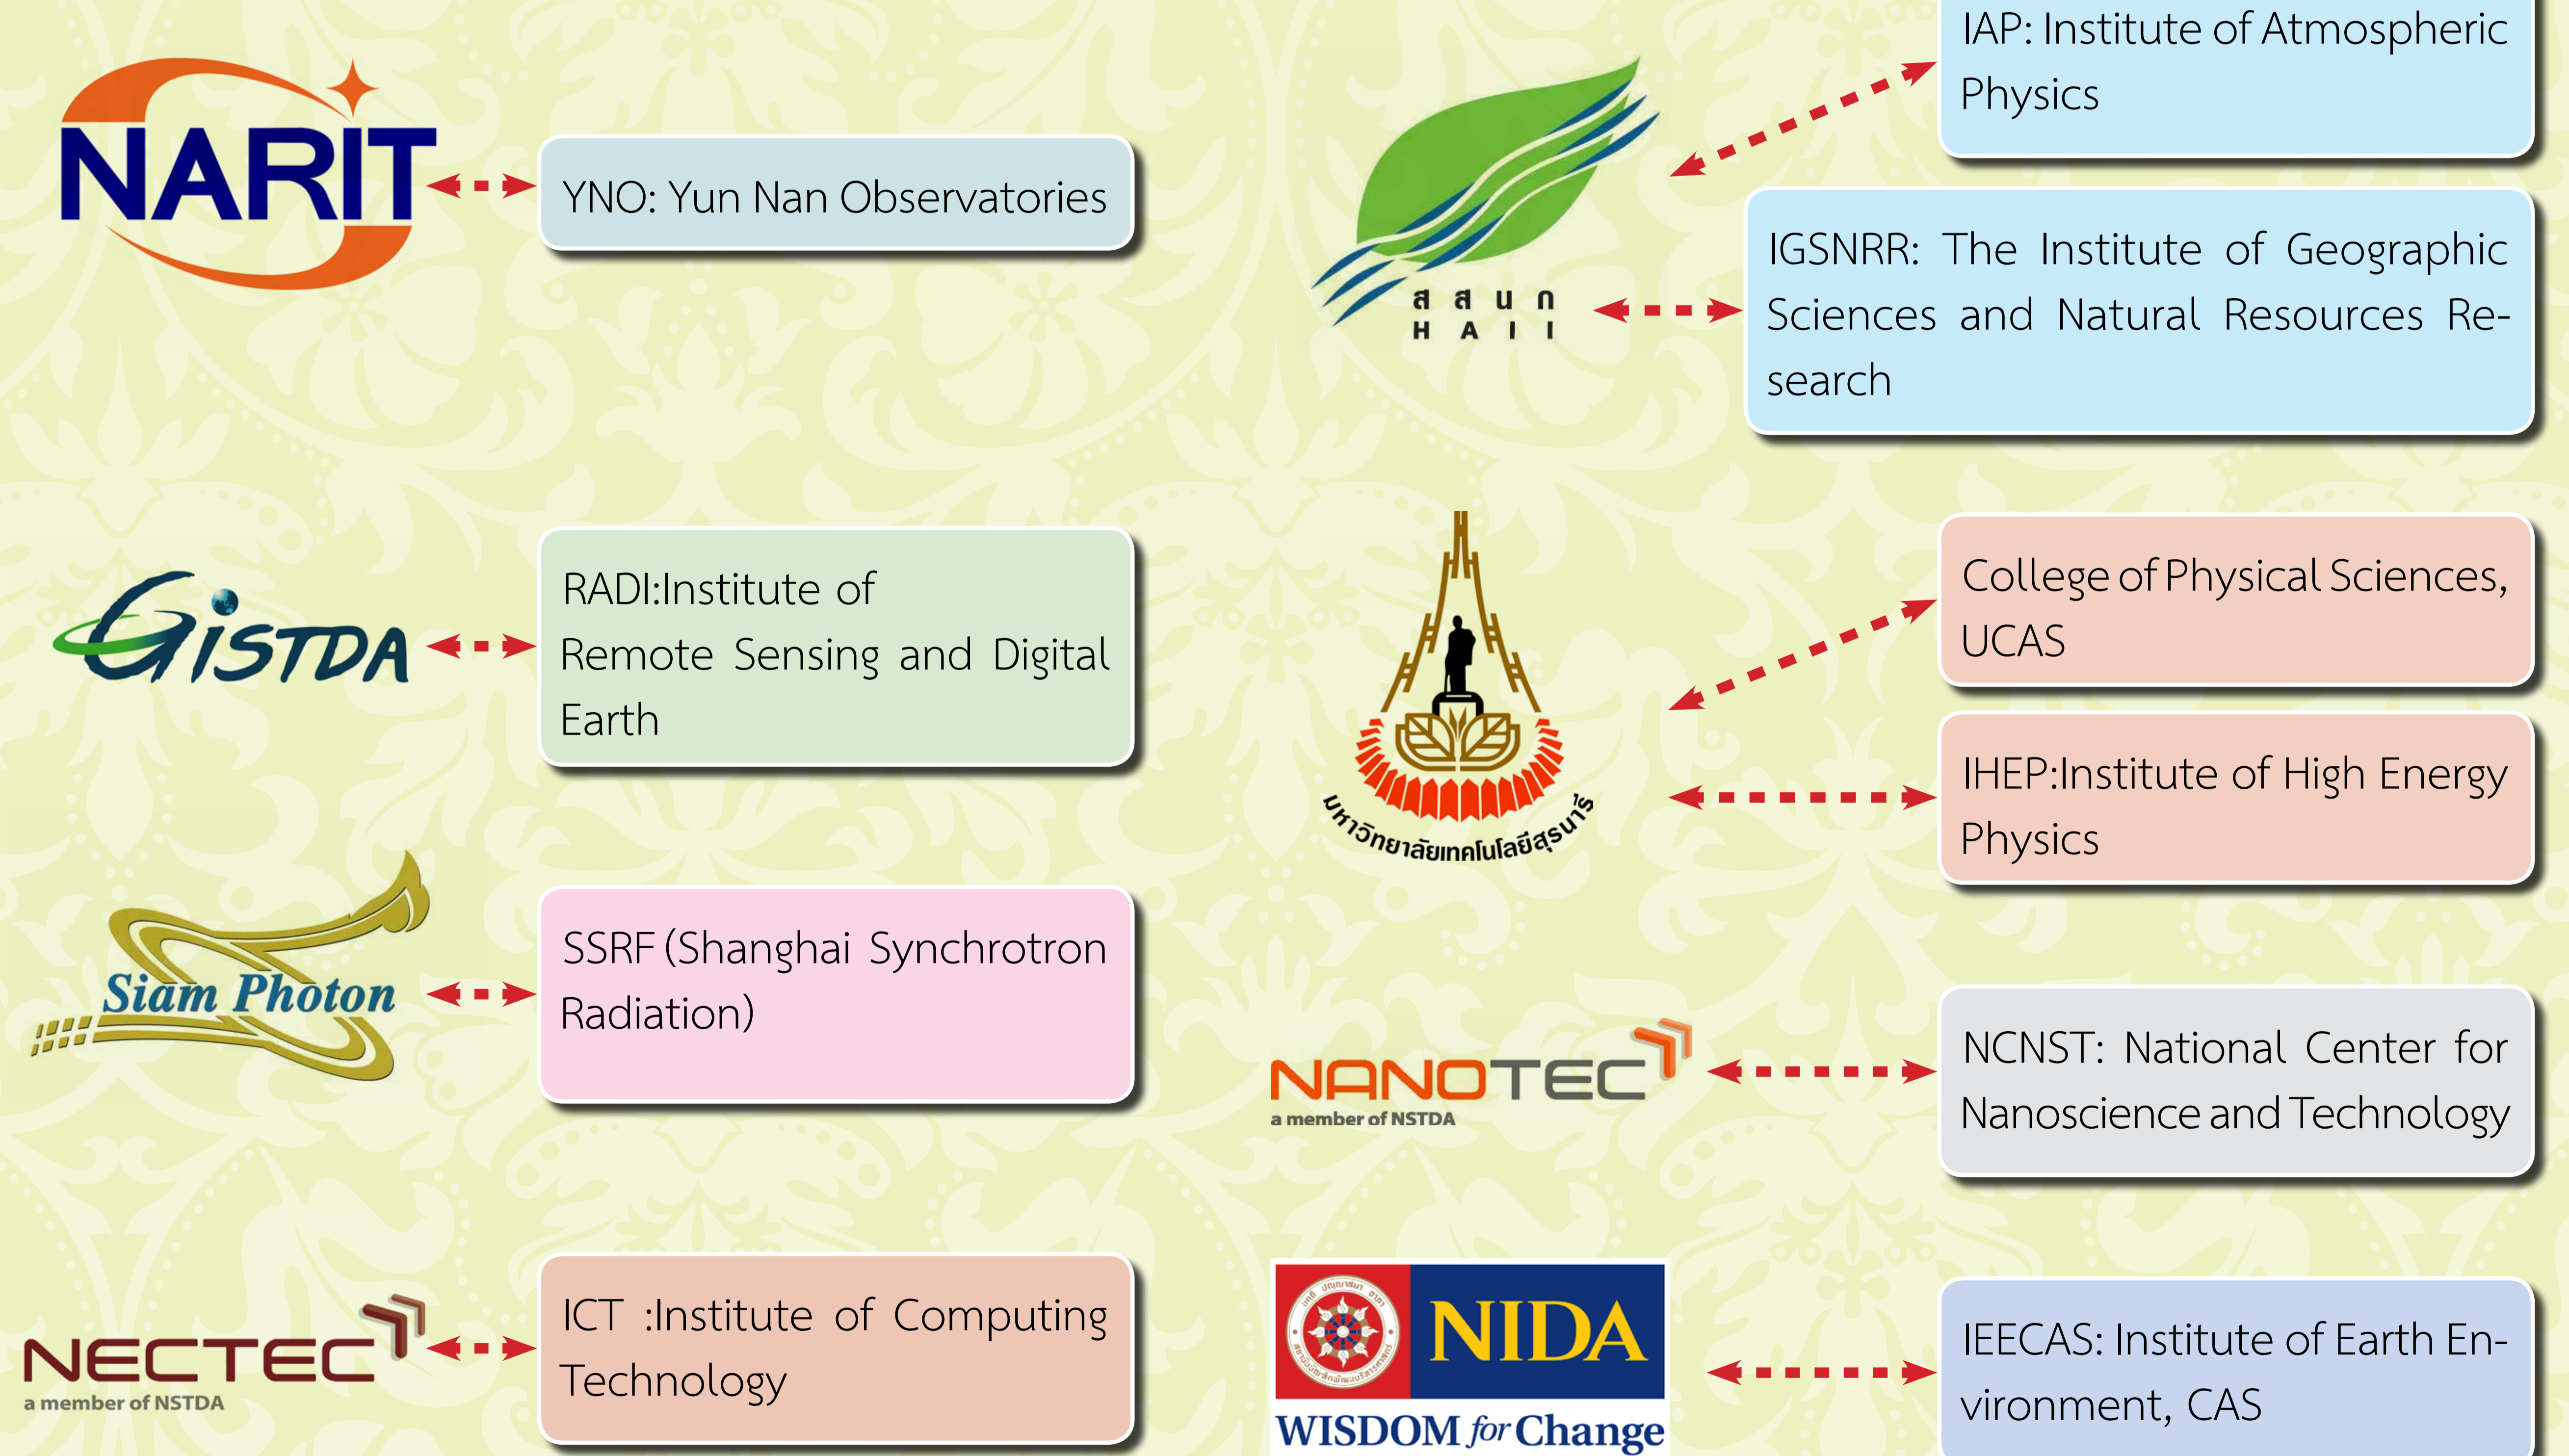 NARIT
YNO: Yun Nan Observatories
GISTDA
RADI:Institute of
Remote Sensing and Digital
Earth
Siam Photon
SSRF (Shanghai Synchrotron
Radiation)
NECTEC
a member of NSTDA
ICT :Institute of Computing
Technology
สสนก
HAII
IAP: Institute of Atmospheric
Physics
IGSNRR: The Institute of Geographic
Sciences and Natural Resources Re-
search
มหาวิทยาลัยเทคโนโลยีสุรนารี
College of Physical Sciences,
UCAS
IHEP:Institute of High Energy
Physics
NANOTEC
a member of NSTDA
NCNST: National Center for
Nanoscience and Technology
NIDA
WISDOM for Change
IEECAS: Institute of Earth En-
vironment, CAS